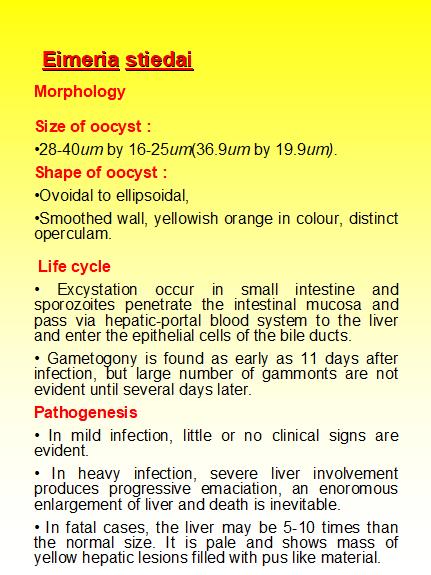 Eimeria stiedai
Morphology
Size of oocyst :
•28-40um by 16-25um(36.9um by 19.9um).
Shape of oocyst :
•Ovoidal to ellipsoidal,
•Smoothed wall, yellowish orange in colour, distinct
operculam.
Life cycle
• Excystation occur in small intestine and
sporozoites penetrate the intestinal mucosa and
pass via hepatic-portal blood system to the liver
and enter the epithelial cells of the bile ducts.
• Gametogony is found as early as 11 days after
infection, but large number of gammonts are not
evident until several days later.
Pathogenesis
• In mild infection, little or no clinical signs are
evident.
• In heavy infection, severe liver involvement
produces progressive emaciation, an enoromous
enlargement of liver and death is inevitable.
• In fatal cases, the liver may be 5-10 times than
the normal size. It is pale and shows mass of
yellow hepatic lesions filled with pus like material.